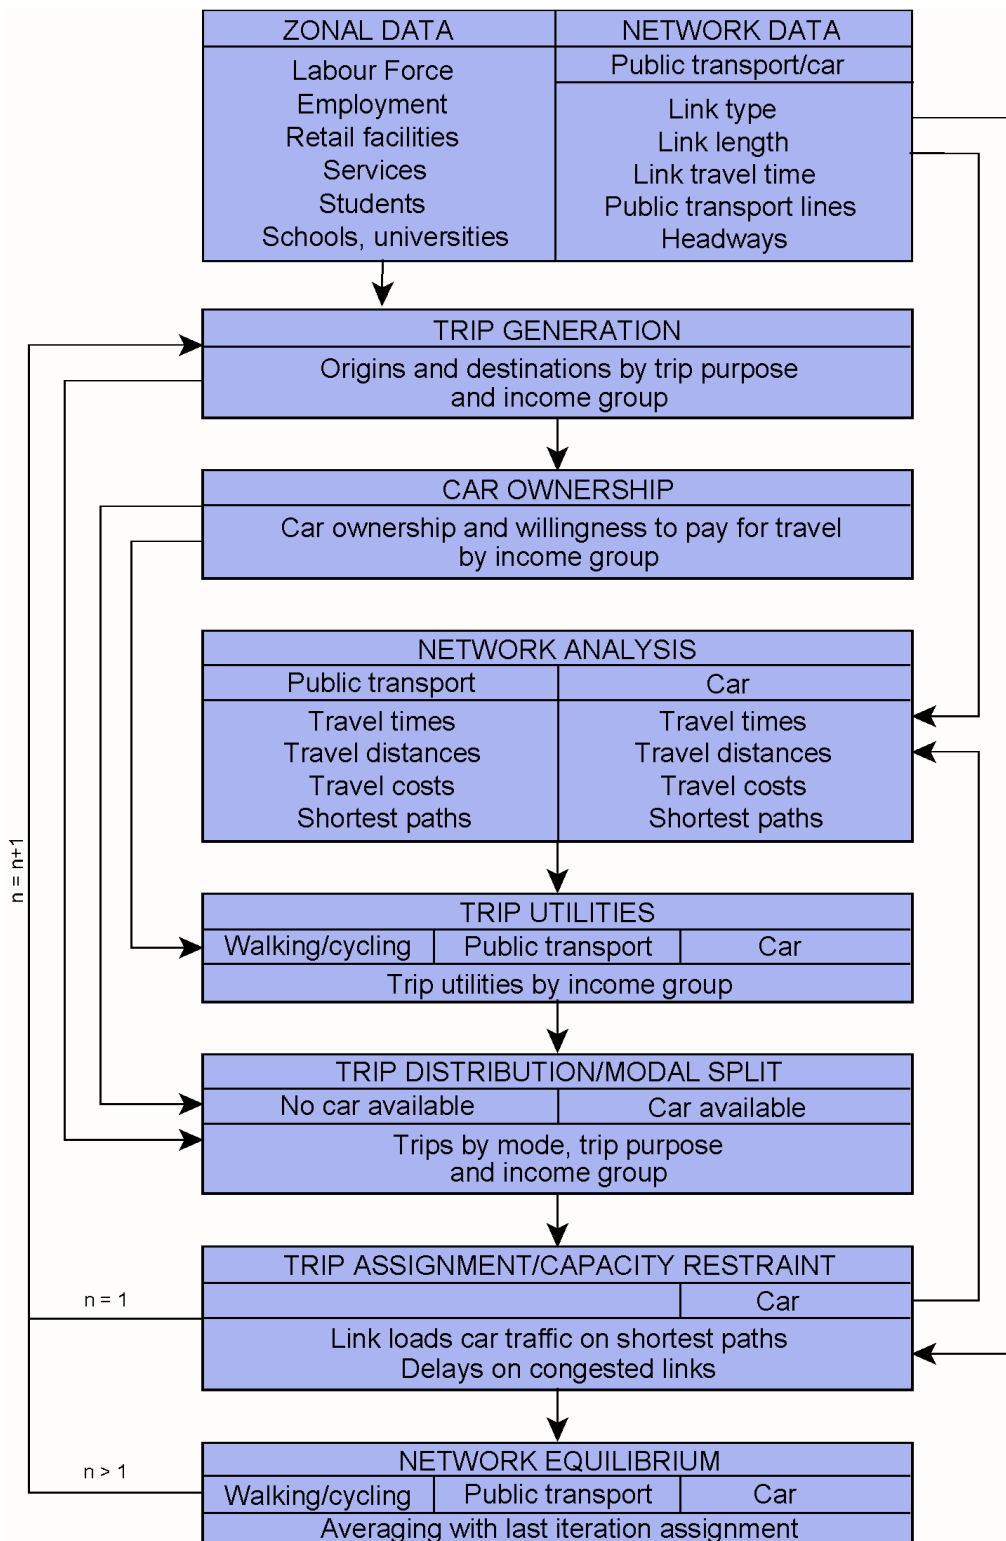 ZONAL DATA
Labour Force
Employment
Retail facilities
Services
Students
Schools, universities
NETWORK DATA
Public transport/car
Link type
Link length
Link travel time
Public transport lines
Headways
TRIP GENERATION
Origins and destinations by trip purpose
and income group
CAR OWNERSHIP
Car ownership and willingness to pay for travel
by income group
NETWORK ANALYSIS
Public transport
Travel times
Travel distances
Travel costs
Shortest paths
Car
Travel times
Travel distances
Travel costs
Shortest paths
n = n+1
TRIP UTILITIES
Walking/cycling Public transport Car
Trip utilities by income group
TRIP DISTRIBUTION/MODAL SPLIT
No car available Car available
Trips by mode, trip purpose
and income group
TRIP ASSIGNMENT/CAPACITY RESTRAINT
n = 1
Car
Link loads car traffic on shortest paths
Delays on congested links
NETWORK EQUILIBRIUM
n > 1
Walking/cycling Public transport Car
Averaging with last iteration assignment